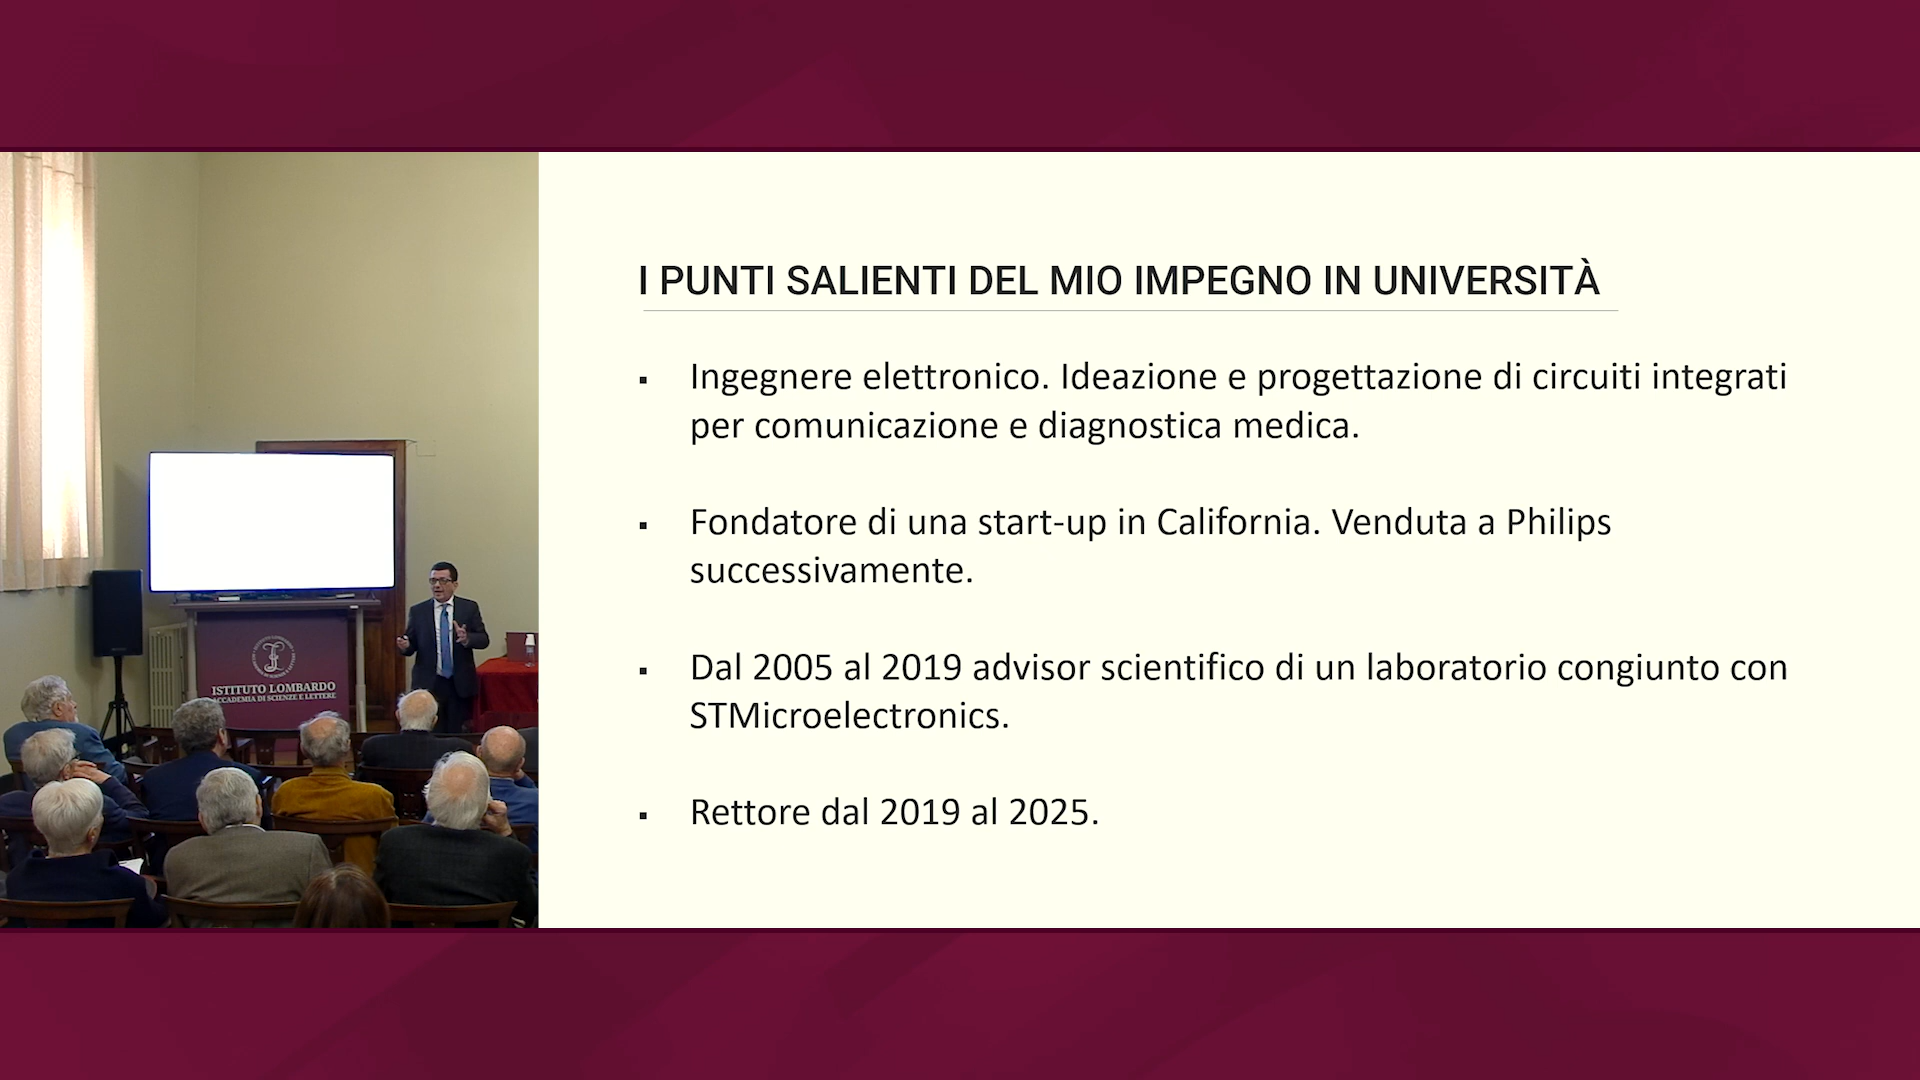 I PUNTI SALIENTI DEL MIO IMPEGNO IN UNIVERSITÀ
▪ Ingegnere elettronico. Ideazione e progettazione di circuiti integrati
per comunicazione e diagnostica medica.
▪ Fondatore di una start-up in California. Venduta a Philips
successivamente.
▪ Dal 2005 al 2019 advisor scientifico di un laboratorio congiunto con
STMicroelectronics.
▪ Rettore dal 2019 al 2025.
ISTITUTO LOMBARDO
ACCADEMIA DI SCIENZE E LETTERE